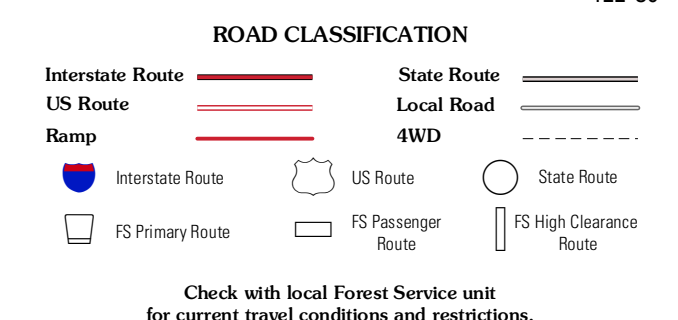 ROAD CLASSIFICATION
Interstate Route
State Route
US Route
Local Road
Ramp
4WD
Interstate Route
US Route
State Route
FS Primary Route
FS Passenger
Route
FS High Clearance
Route
Check with local Forest Service unit
for current travel conditions and restrictions.